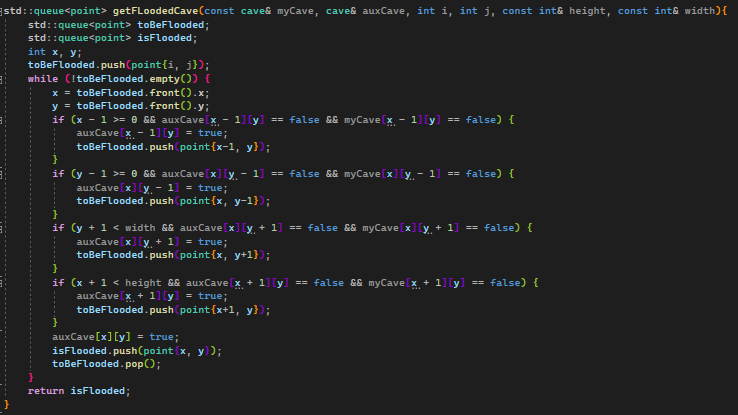 std::queue<point> getFLoodedCave(const cave& myCave, cave& auxCave, int i, int j, const int& height, const int& width){
    std::queue<point> toBeFlooded;
    std::queue<point> isFlooded;
    int x, y;
    toBeFlooded.push(point{i, j});
    while (!toBeFlooded.empty()) {
        x = toBeFlooded.front().x;
        y = toBeFlooded.front().y;
        if (x - 1 >= 0 && auxCave[x - 1][y] == false && myCave[x - 1][y] == false) {
            auxCave[x - 1][y] = true;
            toBeFlooded.push(point{x-1, y});
        }
        if (y - 1 >= 0 && auxCave[x][y - 1] == false && myCave[x][y - 1] == false) {
            auxCave[x][y - 1] = true;
            toBeFlooded.push(point{x, y-1});
        }
        if (y + 1 < width && auxCave[x][y + 1] == false && myCave[x][y + 1] == false) {
            auxCave[x][y + 1] = true;
            toBeFlooded.push(point{x, y+1});
        }
        if (x + 1 < height && auxCave[x + 1][y] == false && myCave[x + 1][y] == false) {
            auxCave[x + 1][y] = true;
            toBeFlooded.push(point{x+1, y});
        }
        auxCave[x][y] = true;
        isFlooded.push(point{x, y});
        toBeFlooded.pop();
    }
    return isFlooded;
}